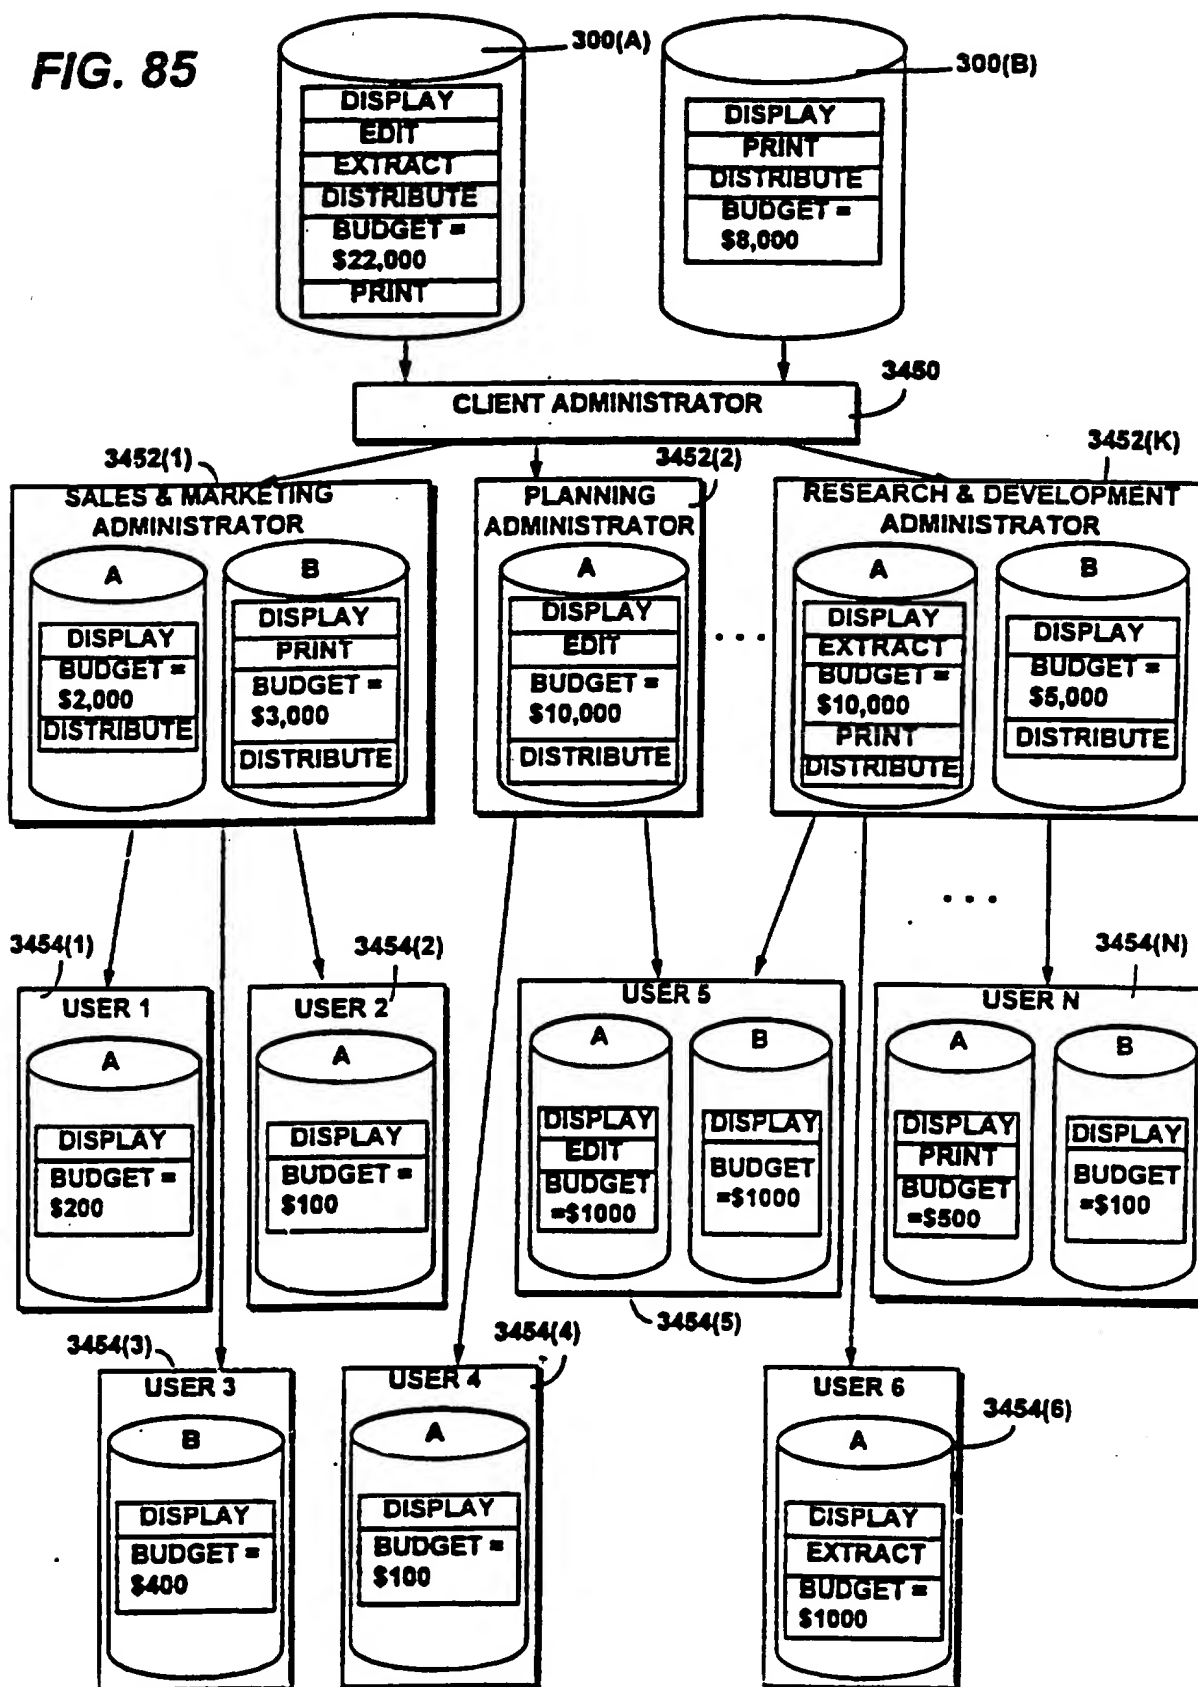 FIG. 85
300(A)
DISPLAY
EDIT
EXTRACT
DISTRIBUTE
BUDGET =
$22,000
PRINT
300(B)
DISPLAY
PRINT
DISTRIBUTE
BUDGET =
$8,000
CLIENT ADMINISTRATOR
3450
3452(1)
SALES & MARKETING
ADMINISTRATOR
A
DISPLAY
BUDGET =
$2,000
DISTRIBUTE
B
DISPLAY
PRINT
BUDGET =
$3,000
DISTRIBUTE
3452(2)
PLANNING
ADMINISTRATOR
A
DISPLAY
EDIT
BUDGET =
$10,000
DISTRIBUTE
. . .
3452(K)
RESEARCH & DEVELOPMENT
ADMINISTRATOR
A
DISPLAY
EXTRACT
BUDGET =
$10,000
PRINT
DISTRIBUTE
B
DISPLAY
BUDGET =
$5,000
DISTRIBUTE
. . .
3454(1)
USER 1
A
DISPLAY
BUDGET =
$200
3454(2)
USER 2
A
DISPLAY
BUDGET =
$100
USER 5
A
DISPLAY
EDIT
BUDGET
=$1000
B
DISPLAY
BUDGET
=$1000
3454(5)
3454(N)
USER N
A
DISPLAY
PRINT
BUDGET
=$500
B
DISPLAY
BUDGET
=$100
3454(3)
USER 3
B
DISPLAY
BUDGET =
$400
3454(4)
USER 4
A
DISPLAY
BUDGET =
$100
USER 6
3454(6)
A
DISPLAY
EXTRACT
BUDGET =
$1000